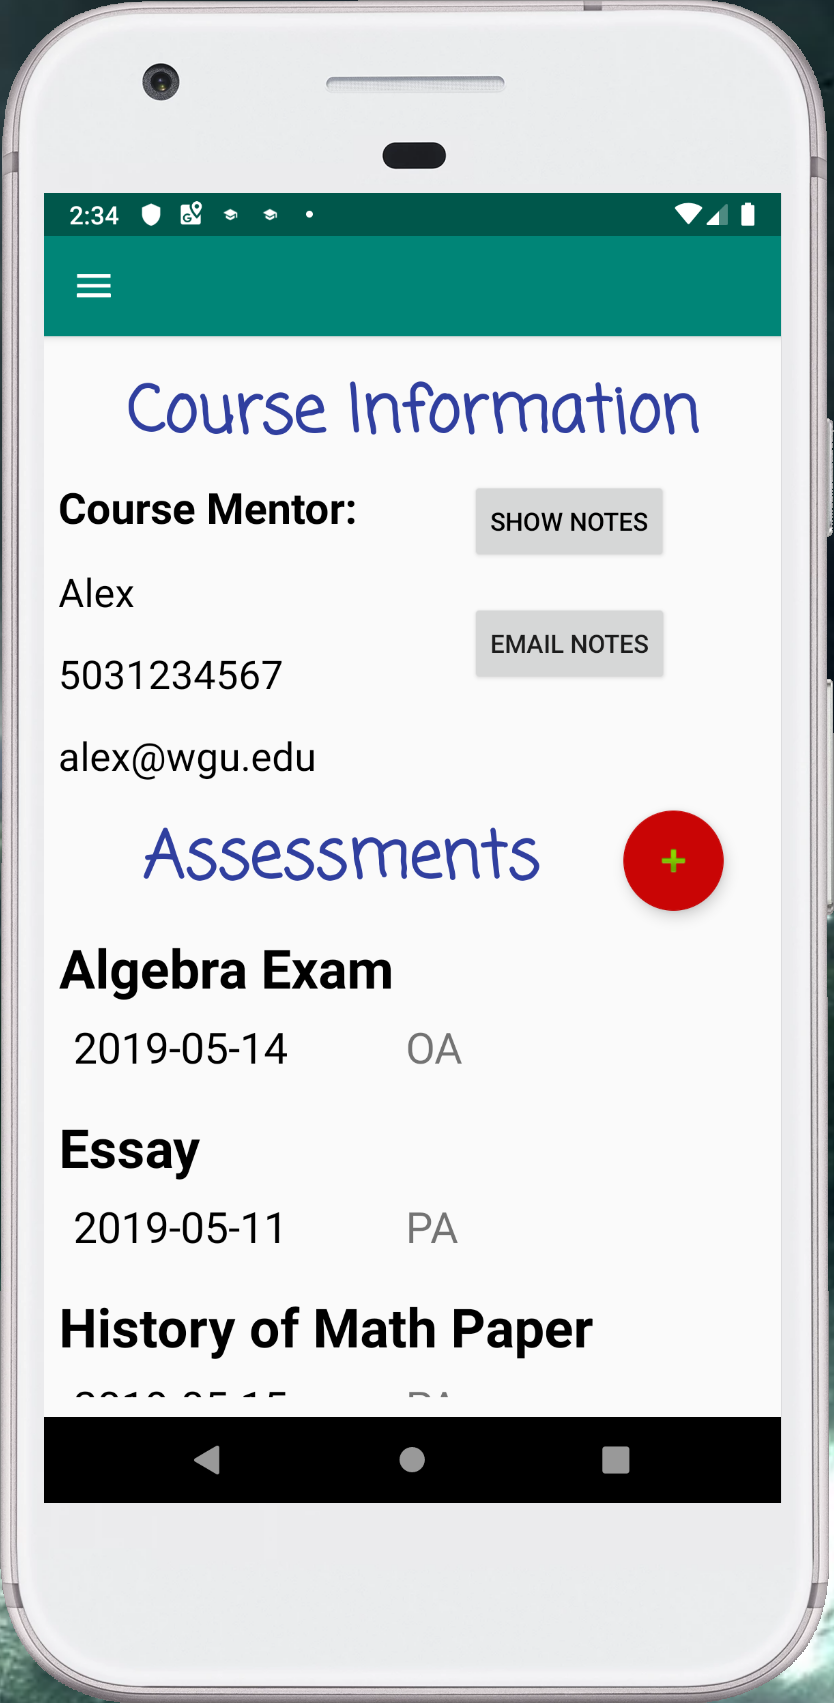 2:34
Course Information
Course Mentor:
SHOW NOTES
Alex
EMAIL NOTES
5031234567
alex@wgu.edu
Assessments
+
Algebra Exam
2019-05-14 OA
Essay
2019-05-11 PA
History of Math Paper